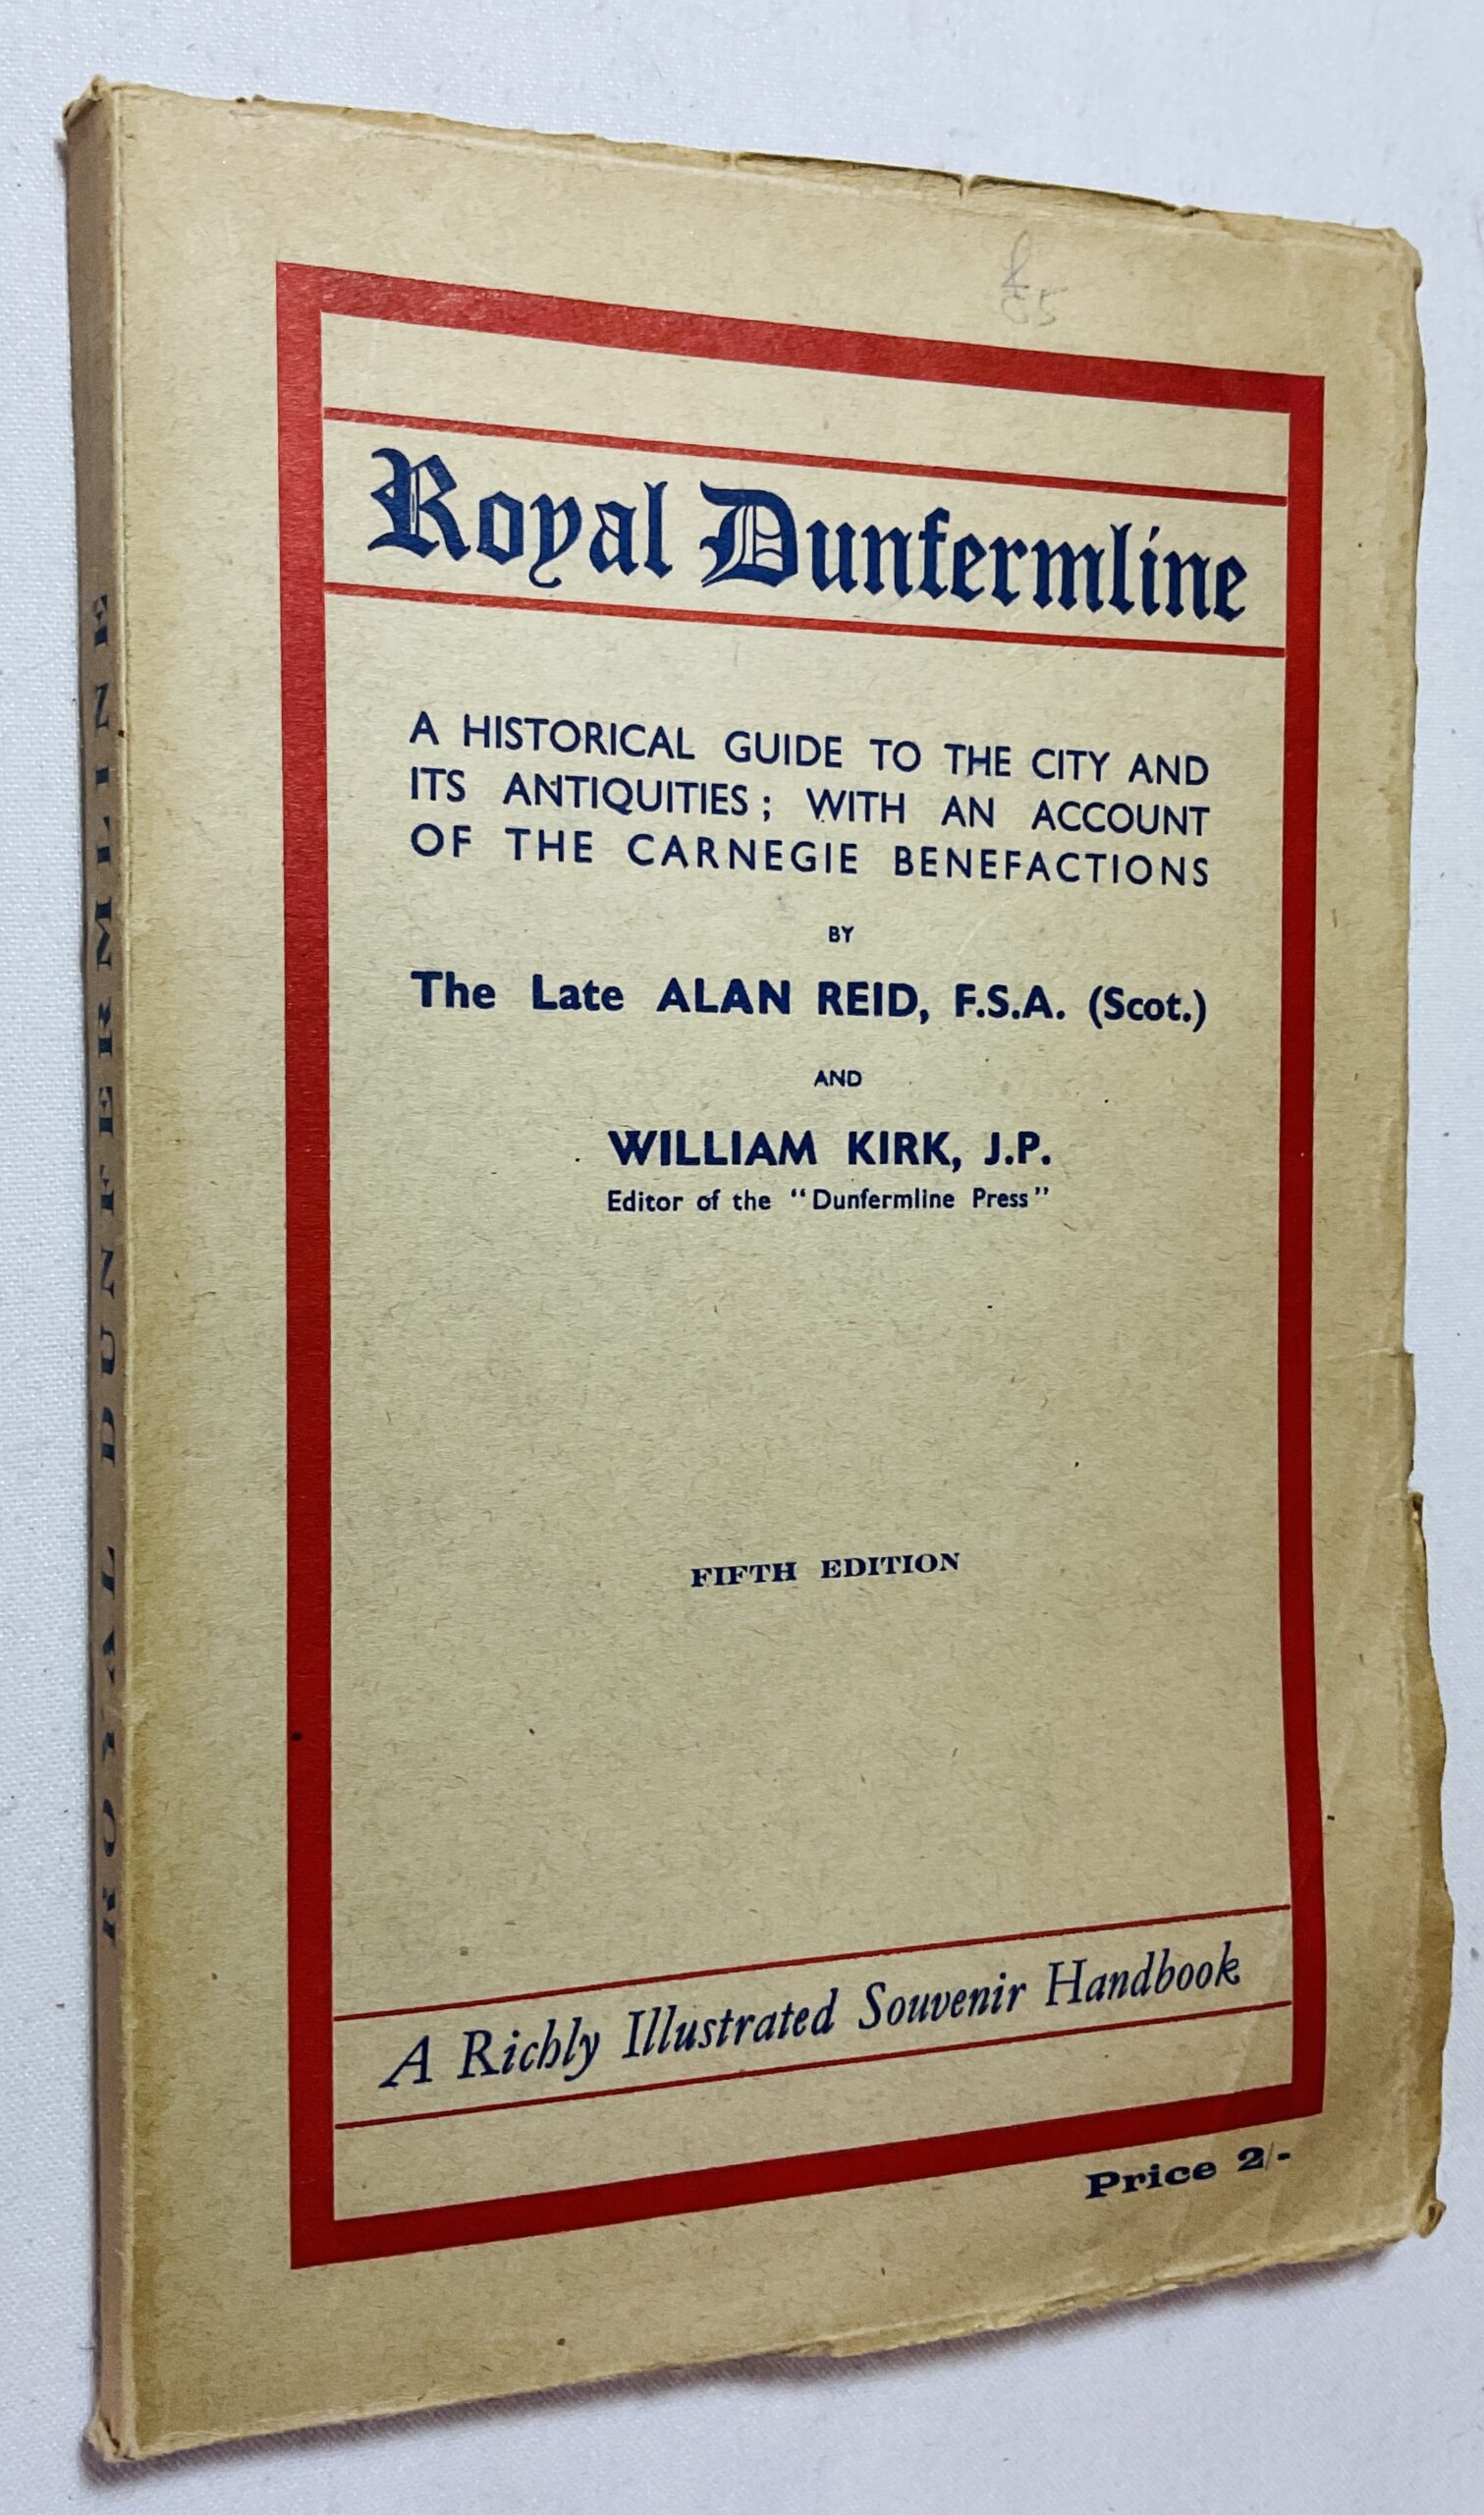 ROYAL DUNFERMLINE
Royal Dunfermline
A HISTORICAL GUIDE TO THE CITY AND
ITS ANTIQUITIES; WITH AN ACCOUNT
OF THE CARNEGIE BENEFACTIONS
BY
The Late ALAN REID, F.S.A. (Scot.)
AND
WILLIAM KIRK, J.P.
Editor of the "Dunfermline Press"
FIFTH EDITION
A Richly Illustrated Souvenir Handbook
Price 2/-